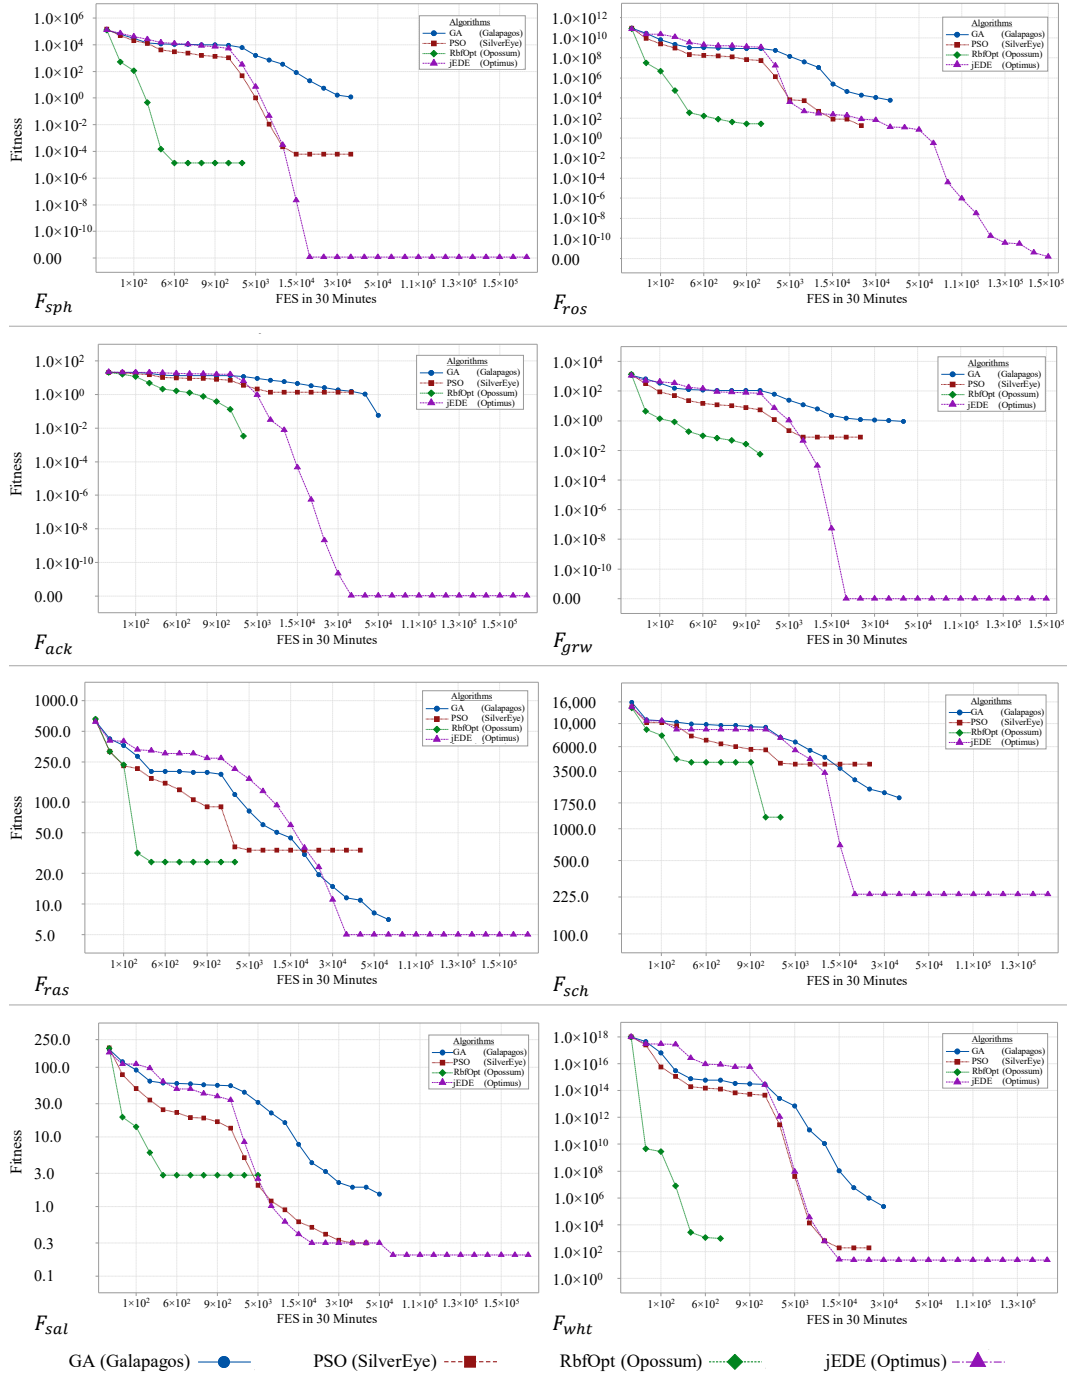 Algorithms
GA (Galapagos)
PSO (SilverEye)
RbfOpt (Opossum)
jEDE (Optimus)
Fitness
1.0×10⁶
1.0×10⁴
1.0×10²
1.0×10⁰
1.0×10⁻²
1.0×10⁻⁴
1.0×10⁻⁶
1.0×10⁻⁸
1.0×10⁻¹⁰
0.00
1×10² 6×10² 9×10² 5×10³ 1.5×10⁴ 3×10⁴ 5×10⁴ 1.1×10⁵ 1.3×10⁵ 1.5×10⁵
FES in 30 Minutes
F_sph
Algorithms
GA (Galapagos)
PSO (SilverEye)
RbfOpt (Opossum)
jEDE (Optimus)
1.0×10¹²
1.0×10¹⁰
1.0×10⁸
1.0×10⁶
1.0×10⁴
1.0×10²
1.0×10⁰
1.0×10⁻²
1.0×10⁻⁴
1.0×10⁻⁶
1.0×10⁻⁸
1.0×10⁻¹⁰
0.00
1×10² 6×10² 9×10² 5×10³ 1.5×10⁴ 3×10⁴ 5×10⁴ 1.1×10⁵ 1.3×10⁵ 1.5×10⁵
FES in 30 Minutes
F_ros
Algorithms
GA (Galapagos)
PSO (SilverEye)
RbfOpt (Opossum)
jEDE (Optimus)
Fitness
1.0×10²
1.0×10⁰
1.0×10⁻²
1.0×10⁻⁴
1.0×10⁻⁶
1.0×10⁻¹⁰
0.00
1×10² 6×10² 9×10² 5×10³ 1.5×10⁴ 3×10⁴ 5×10⁴ 1.1×10⁵ 1.3×10⁵ 1.5×10⁵
FES in 30 Minutes
F_ack
Algorithms
GA (Galapagos)
PSO (SilverEye)
RbfOpt (Opossum)
jEDE (Optimus)
1.0×10⁴
1.0×10²
1.0×10⁰
1.0×10⁻²
1.0×10⁻⁴
1.0×10⁻⁶
1.0×10⁻⁸
1.0×10⁻¹⁰
0.00
1×10² 6×10² 9×10² 5×10³ 1.5×10⁴ 3×10⁴ 5×10⁴ 1.1×10⁵ 1.3×10⁵ 1.5×10⁵
FES in 30 Minutes
F_grw
Algorithms
GA (Galapagos)
PSO (SilverEye)
RbfOpt (Opossum)
jEDE (Optimus)
Fitness
1000.0
500.0
250.0
100.0
50.0
20.0
10.0
5.0
1×10² 6×10² 9×10² 5×10³ 1.5×10⁴ 3×10⁴ 5×10⁴ 1.1×10⁵ 1.3×10⁵ 1.5×10⁵
FES in 30 Minutes
F_ras
Algorithms
GA (Galapagos)
PSO (SilverEye)
RbfOpt (Opossum)
jEDE (Optimus)
16,000
10,000
6000.0
3500.0
1750.0
1000.0
500.0
225.0
100.0
1×10² 6×10² 9×10² 5×10³ 1.5×10⁴ 3×10⁴ 5×10⁴ 1.1×10⁵ 1.3×10⁵
FES in 30 Minutes
F_sch
Algorithms
GA (Galapagos)
PSO (SilverEye)
RbfOpt (Opossum)
jEDE (Optimus)
Fitness
250.0
100.0
30.0
10.0
3.0
1.0
0.3
0.1
1×10² 6×10² 9×10² 5×10³ 1.5×10⁴ 3×10⁴ 5×10⁴ 1.1×10⁵ 1.3×10⁵ 1.5×10⁵
FES in 30 Minutes
F_sal
Algorithms
GA (Galapagos)
PSO (SilverEye)
RbfOpt (Opossum)
jEDE (Optimus)
1.0×10¹⁸
1.0×10¹⁶
1.0×10¹⁴
1.0×10¹²
1.0×10¹⁰
1.0×10⁸
1.0×10⁶
1.0×10⁴
1.0×10²
1.0×10⁰
1×10² 6×10² 9×10² 5×10³ 1.5×10⁴ 3×10⁴ 5×10⁴ 1.1×10⁵ 1.3×10⁵
FES in 30 Minutes
F_wht
GA (Galapagos) PSO (SilverEye) RbfOpt (Opossum) jEDE (Optimus)